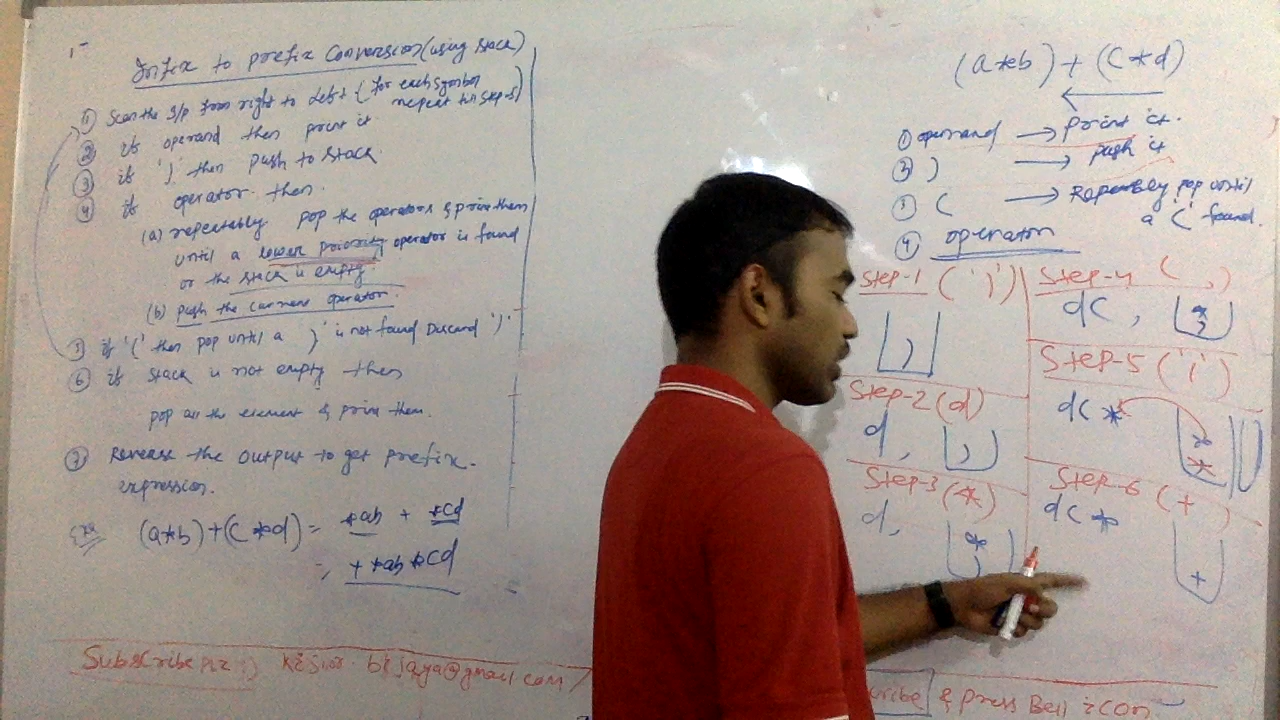 Infix to prefix conversion (using stack)
① Scan the I/P from right to left { for each symbol
repeat till step-5}
② if operand then print it
③ if ')' then push to stack.
④ if operator then.
(a) repeatably pop the operators & print them
until a lower priority operator is found
or the stack is empty
(b) push the current operator.
⑤ if '(' then pop until a ')' is not found Discard ')'.
⑥ if stack is not empty then
pop all the element & print them.
⑦ Reverse the output to get prefix
expression.
(a*b)+(c*d) = *ab + *cd
= +*ab*cd
Subscribe
(a*b)+(c*d)
① operand → print it.
② ) → push it
③ ( → Repeatably pop until
a '(' found.
④ operator
Step-1 (')')
)
Step-2 (d)
d, )
Step-3 (*)
d, *
)
Step-4 (
dc, *
)
Step-5 ('(')
dc*
Step-6 (+)
dc*
+
& press Bell icon